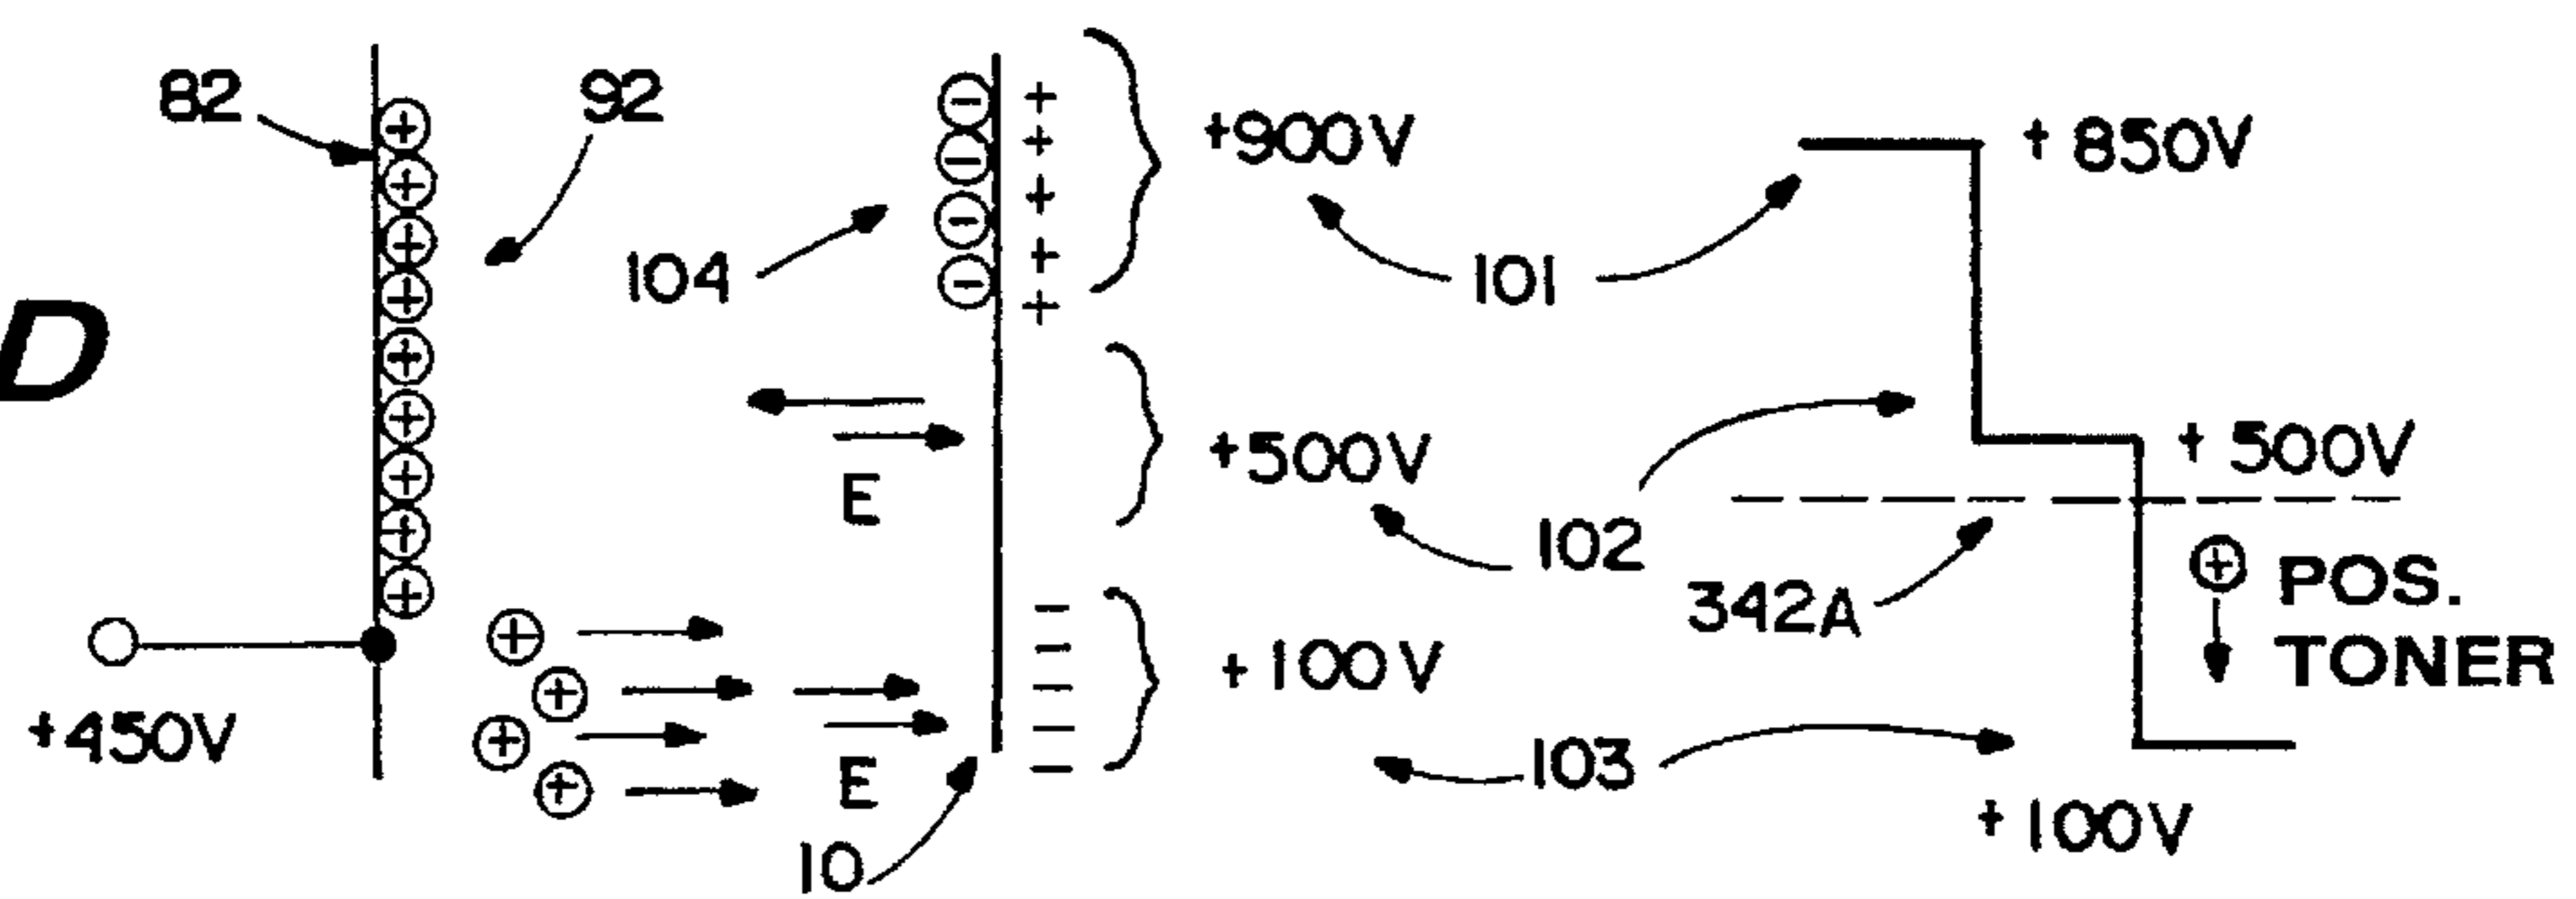 82
92
+900V
+ 850V
104
101
D
+500V
+ 500V
E
102
342A
POS.
TONER
+100V
+450V
E
103
10
+ 100V